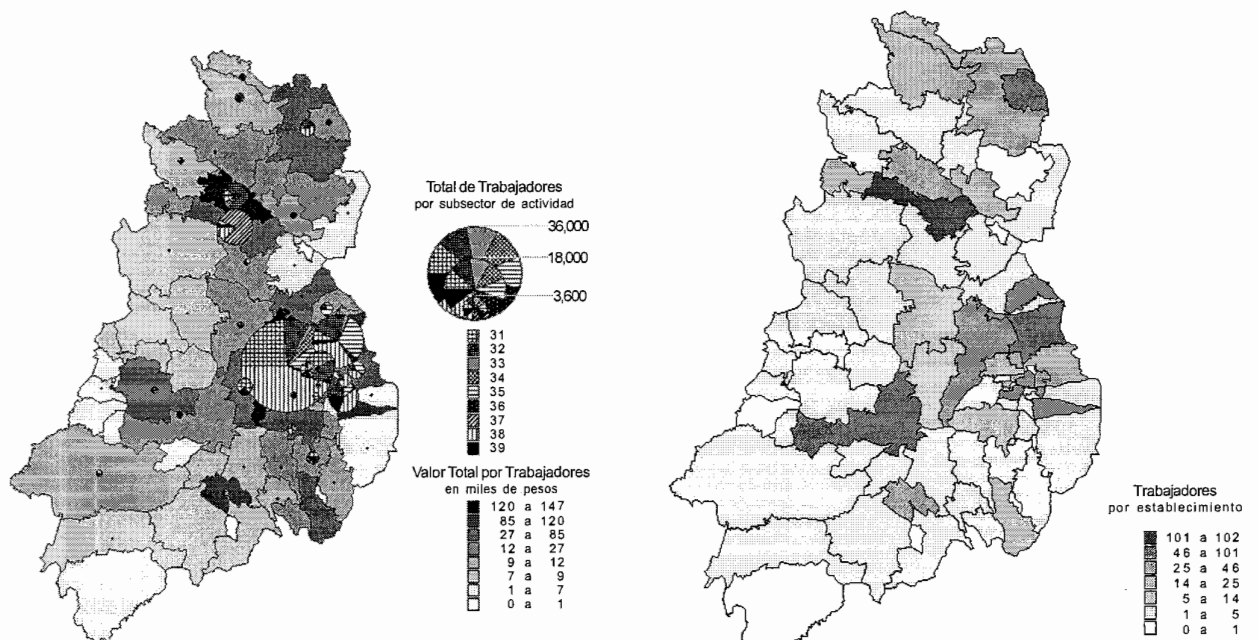 Total de Trabajadores
por subsector de actividad
36,000
18,000
3,600
31
32
33
34
35
36
37
38
39
Valor Total por Trabajadores
en miles de pesos
120 a 147
85 a 120
27 a 85
12 a 27
9 a 12
7 a 9
1 a 7
0 a 1
Trabajadores
por establecimiento
101 a 102
46 a 101
25 a 46
14 a 25
5 a 14
1 a 5
0 a 1